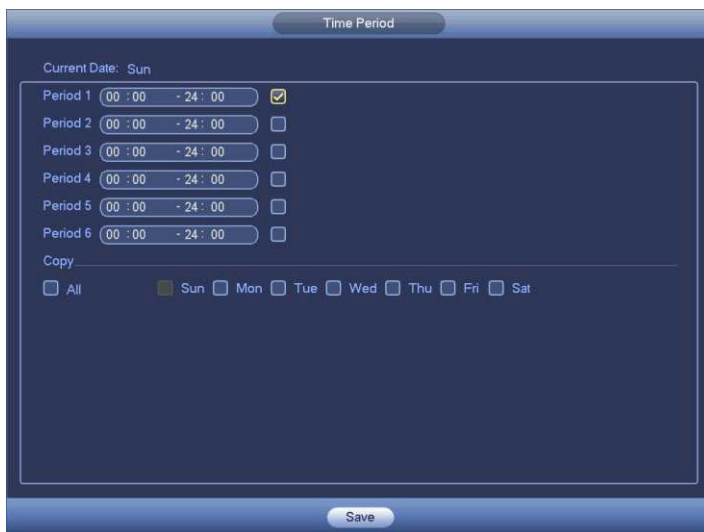 Time Period
Current Date: Sun
Period 1 00 : 00 - 24 : 00
Period 2 00 : 00 - 24 : 00
Period 3 00 : 00 - 24 : 00
Period 4 00 : 00 - 24 : 00
Period 5 00 : 00 - 24 : 00
Period 6 00 : 00 - 24 : 00
Copy
All Sun Mon Tue Wed Thu Fri Sat
Save